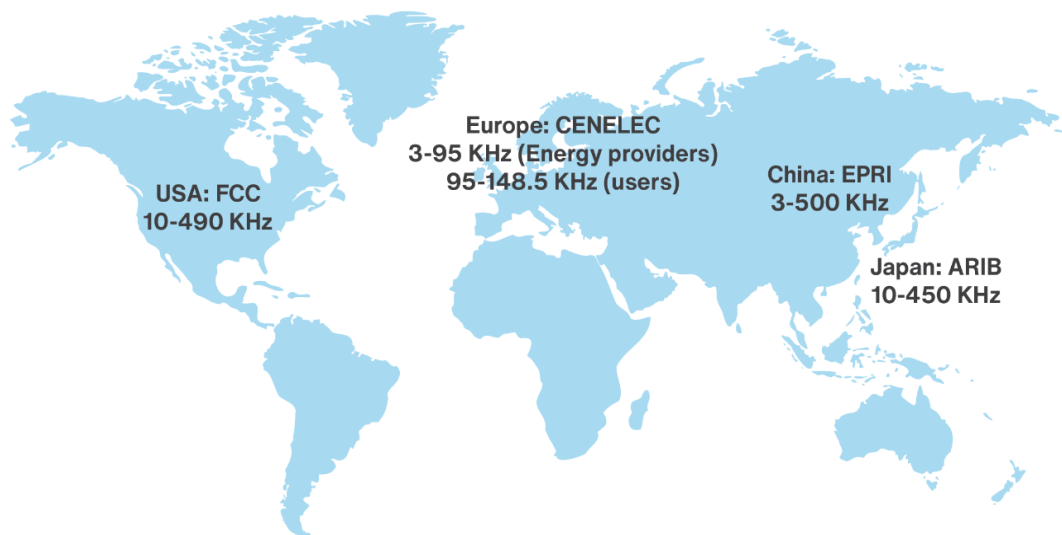 Europe: CENELEC
3-95 KHz (Energy providers)
95-148.5 KHz (users)
USA: FCC
10-490 KHz
China: EPRI
3-500 KHz
Japan: ARIB
10-450 KHz